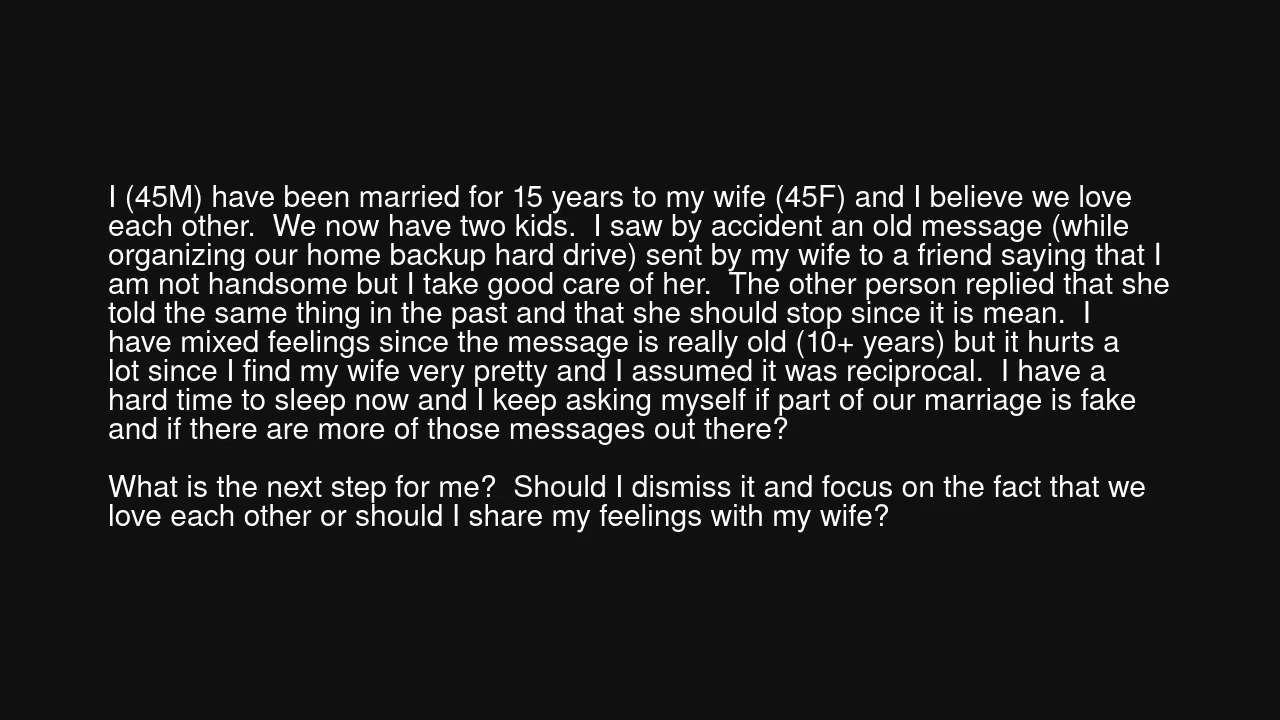 I (45M) have been married for 15 years to my wife (45F) and I believe we love
each other.  We now have two kids.  I saw by accident an old message (while
organizing our home backup hard drive) sent by my wife to a friend saying that I
am not handsome but I take good care of her.  The other person replied that she
told the same thing in the past and that she should stop since it is mean.  I
have mixed feelings since the message is really old (10+ years) but it hurts a
lot since I find my wife very pretty and I assumed it was reciprocal.  I have a
hard time to sleep now and I keep asking myself if part of our marriage is fake
and if there are more of those messages out there?

What is the next step for me?  Should I dismiss it and focus on the fact that we
love each other or should I share my feelings with my wife?